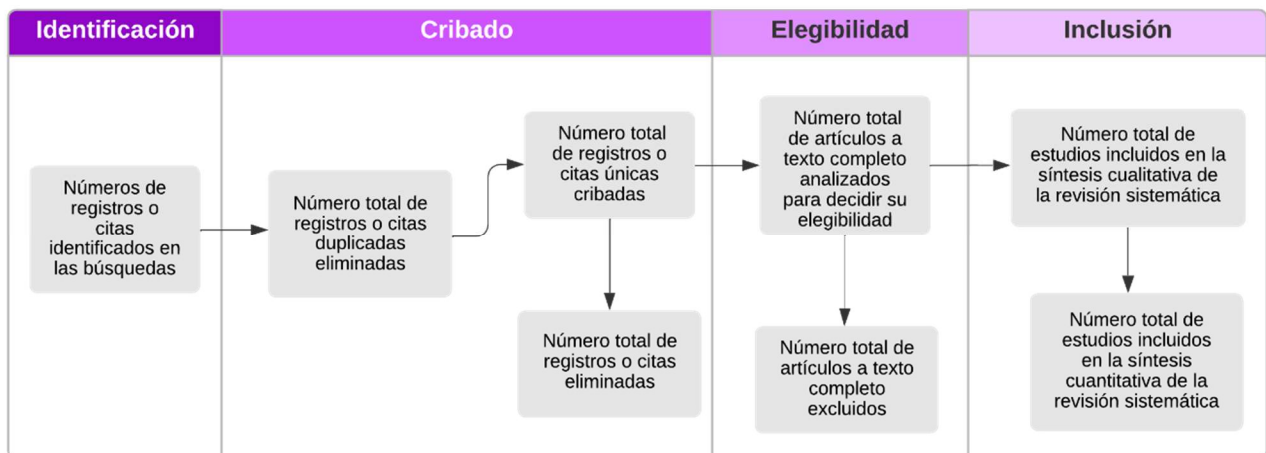 Identificación
Cribado
Elegibilidad
Inclusión
Números de
registros o
citas
identificados en
las búsquedas
Número total de
registros o citas
duplicadas
eliminadas
Número total
de registros o
citas únicas
cribadas
Número total de
registros o citas
eliminadas
Número total
de artículos a
texto completo
analizados
para decidir su
elegibilidad
Número total de
artículos a texto
completo
excluidos
Número total de
estudios incluidos en la
síntesis cualitativa de
la revisión sistemática
Número total de
estudios incluidos
en la síntesis
cuantitativa de la
revisión sistemática